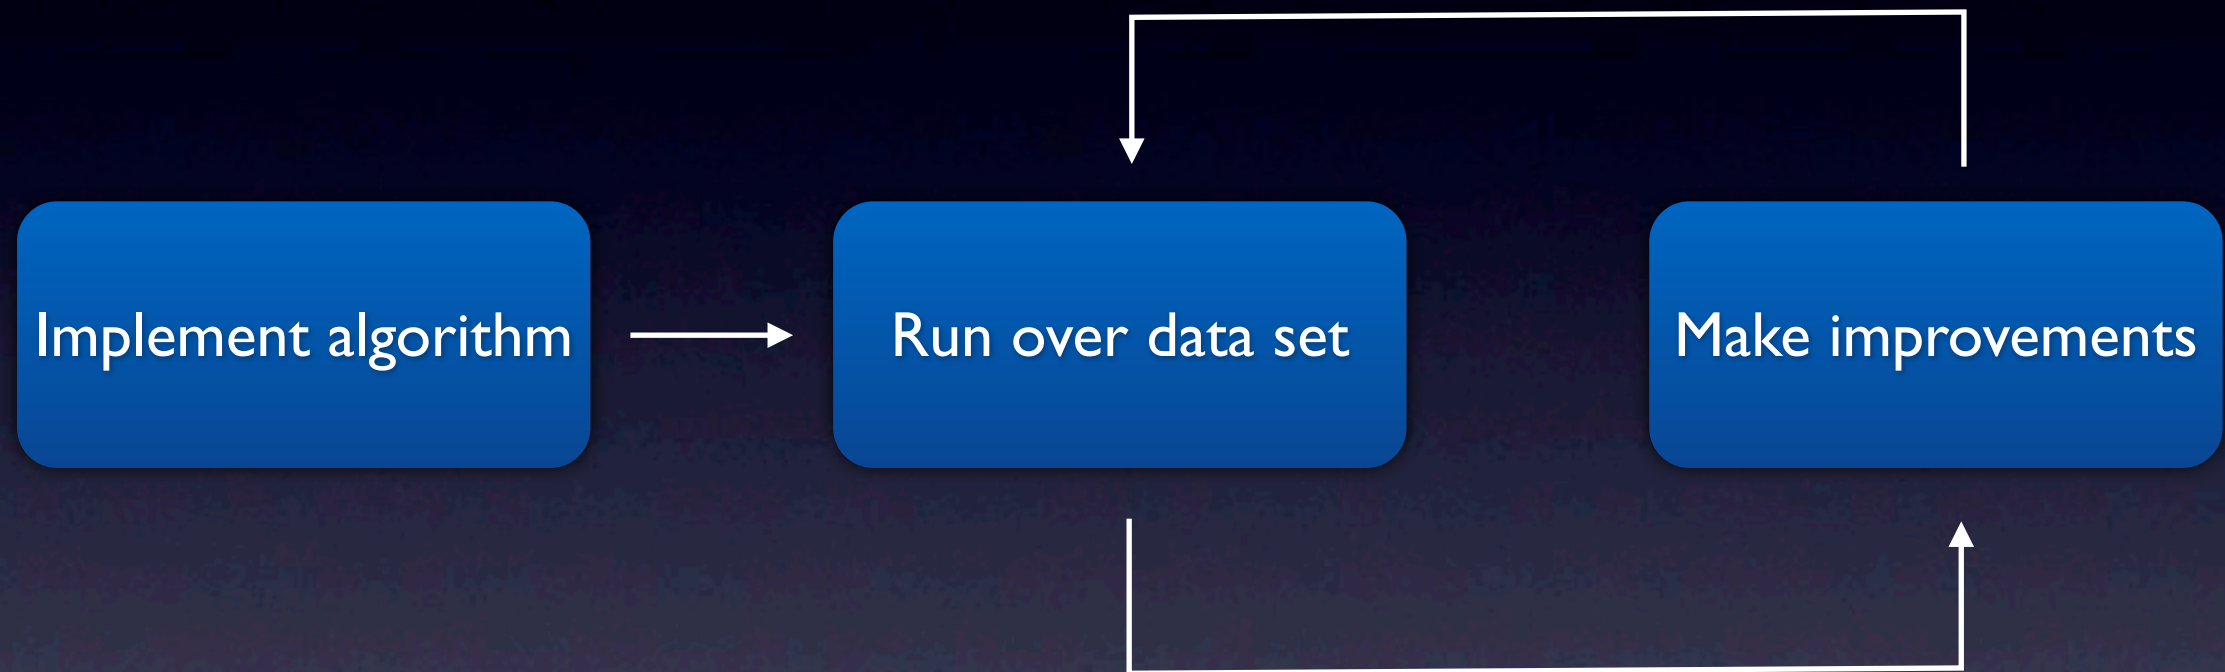 Implement algorithm
Run over data set
Make improvements